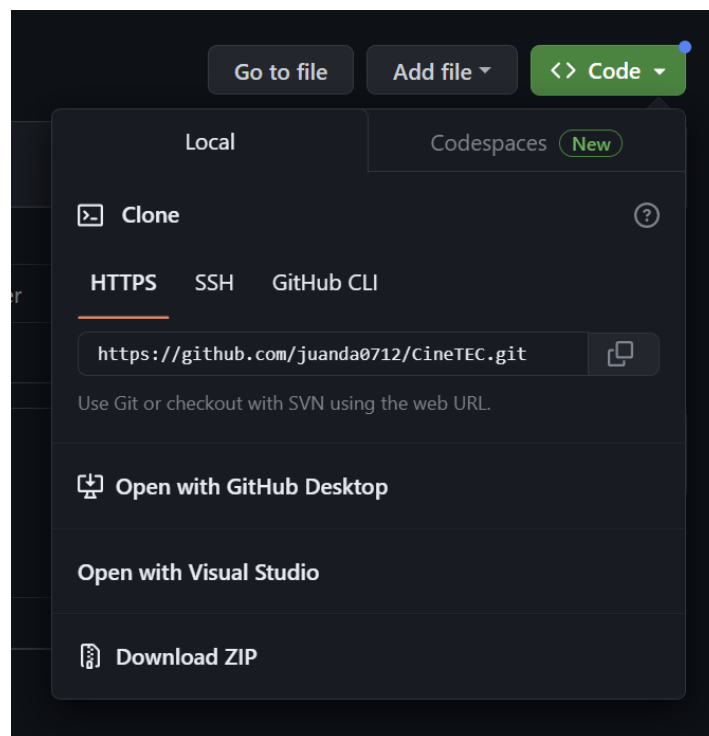 Go to file Add file <> Code
Local Codespaces New
Clone
er
HTTPS SSH GitHub CLI
https://github.com/juanda0712/CineTEC.git
Use Git or checkout with SVN using the web URL.
Open with GitHub Desktop
Open with Visual Studio
Download ZIP